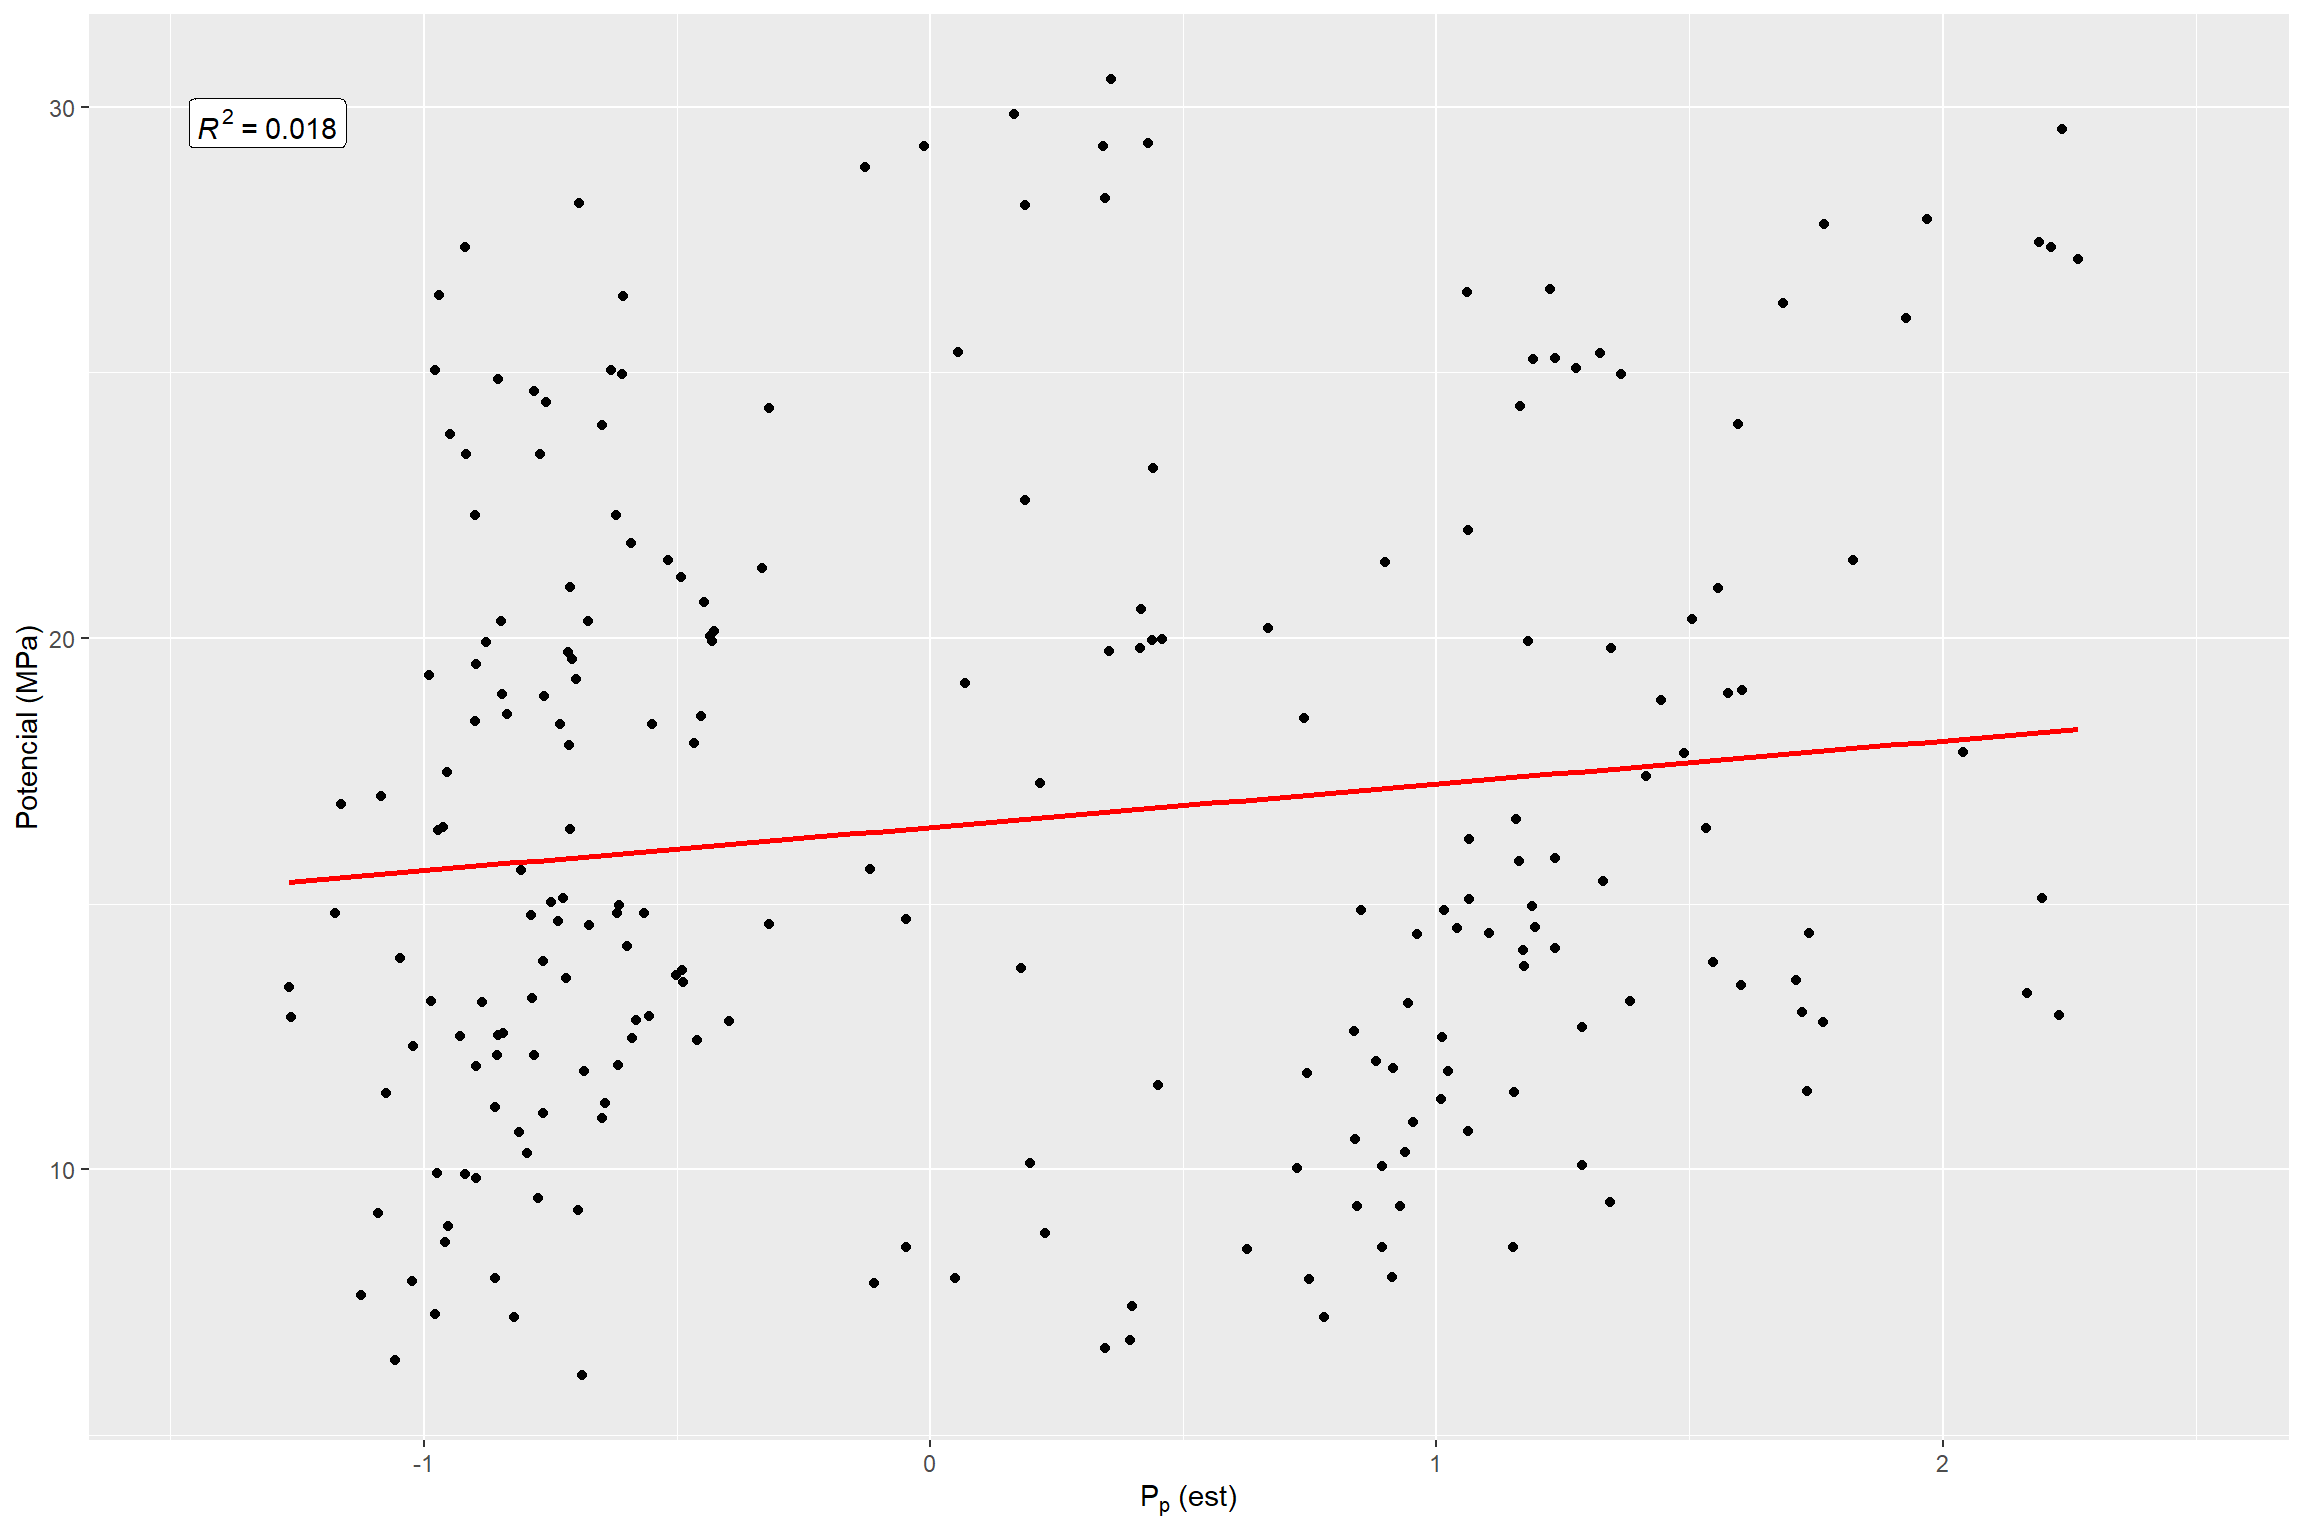 R² = 0.018
30
20
10
Potencial (MPa)
-1
0
1
2
Pₚ (est)